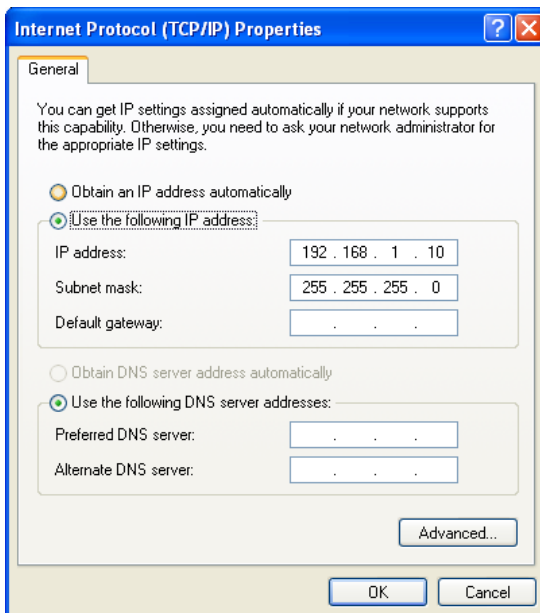 Internet Protocol (TCP/IP) Properties
General
You can get IP settings assigned automatically if your network supports
this capability. Otherwise, you need to ask your network administrator for
the appropriate IP settings.
Obtain an IP address automatically
Use the following IP address:
IP address: 192 . 168 . 1 . 10
Subnet mask: 255 . 255 . 255 . 0
Default gateway: . . .
Obtain DNS server address automatically
Use the following DNS server addresses:
Preferred DNS server: . . .
Alternate DNS server: . . .
Advanced...
OK Cancel